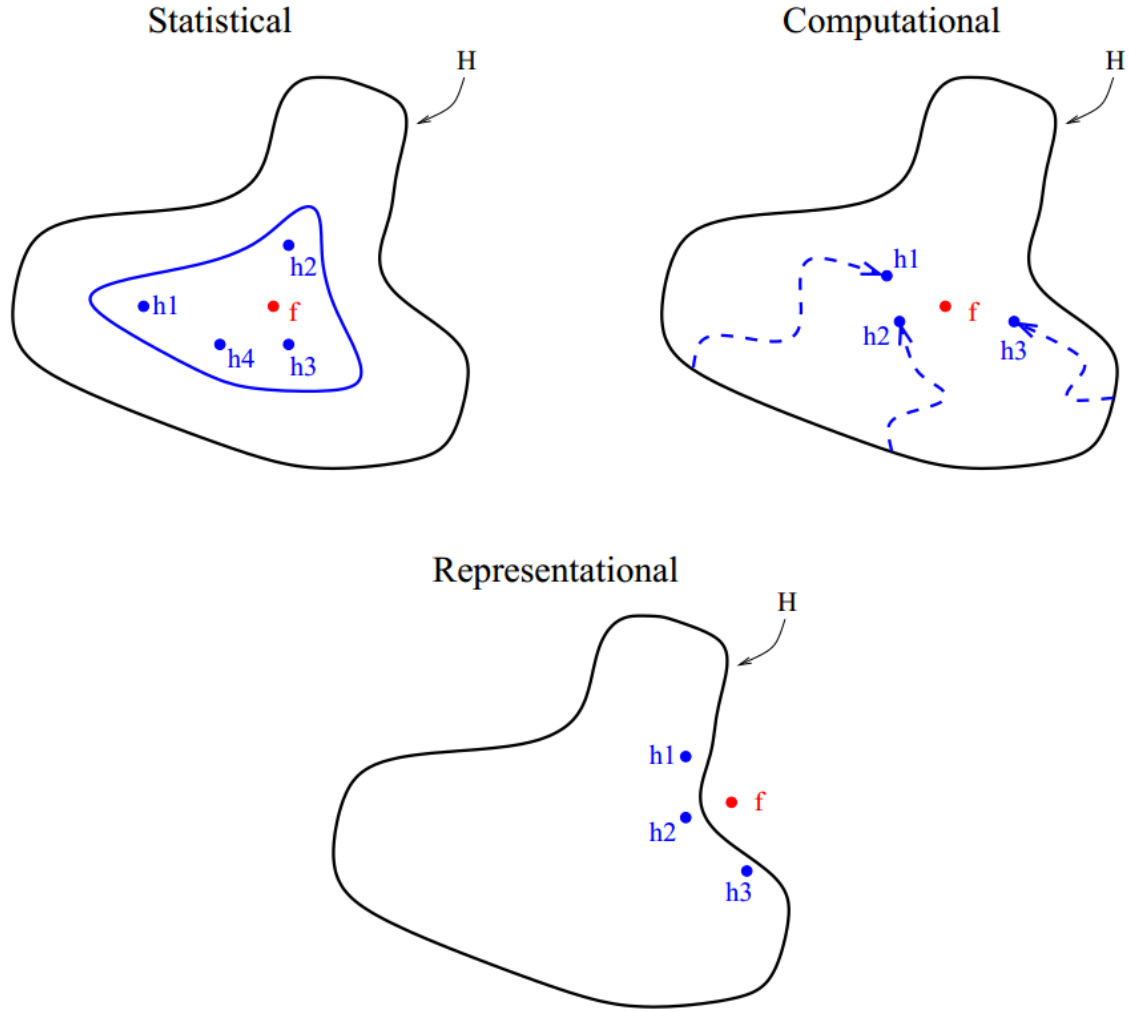 Statistical
H
h2
h1
f
h4
h3
Computational
H
h1
f
h2
h3
Representational
H
h1
f
h2
h3